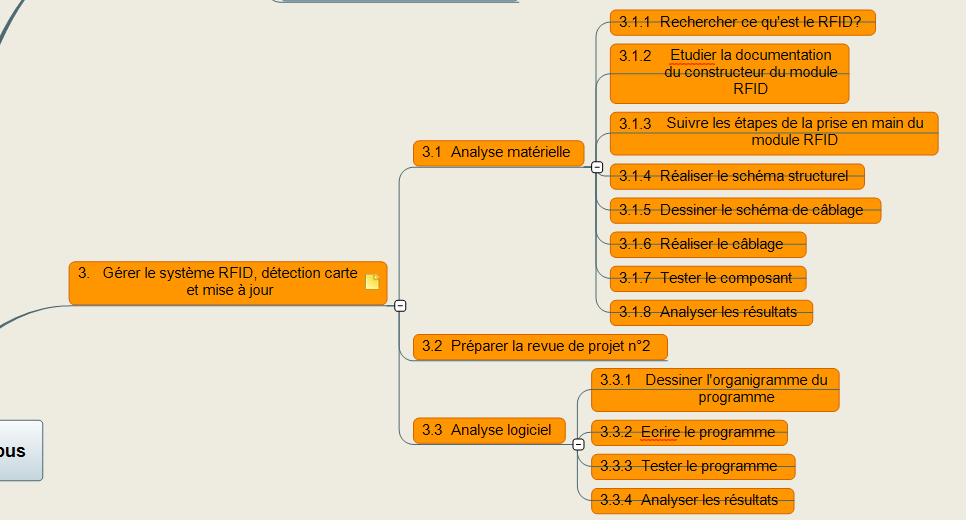 3.1.1 Rechercher ce qu'est le RFID?
3.1.2 Etudier la documentation
du constructeur du module
RFID
3.1.3 Suivre les étapes de la prise en main du
module RFID
3.1 Analyse matérielle
3.1.4 Réaliser le schéma structurel
3.1.5 Dessiner le schéma de câblage
3.1.6 Réaliser le câblage
3.1.7 Tester le composant
3.1.8 Analyser les résultats
3. Gérer le système RFID, détection carte
et mise à jour
3.2 Préparer la revue de projet n°2
3.3 Analyse logiciel
3.3.1 Dessiner l'organigramme du
programme
3.3.2 Ecrire le programme
3.3.3 Tester le programme
3.3.4 Analyser les résultats